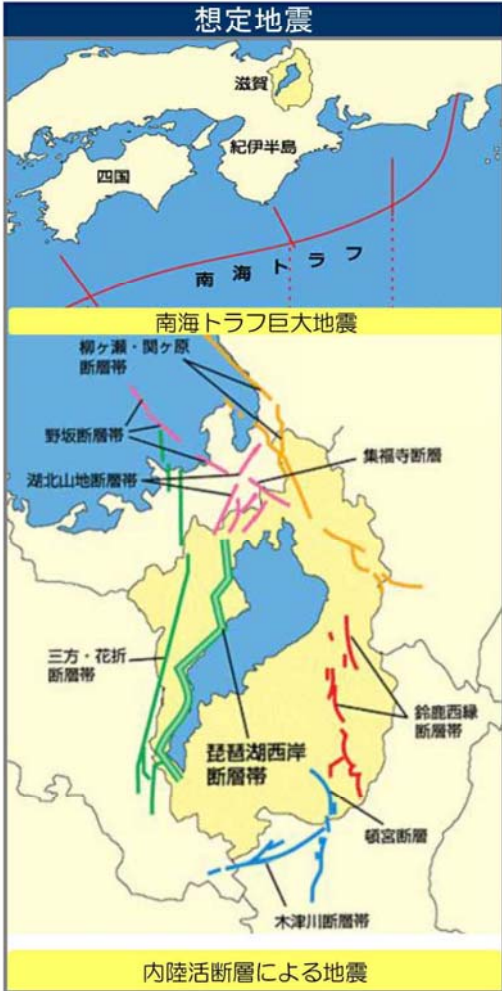 想定地震
滋賀
紀伊半島
四国
南海トラフ
南海トラフ巨大地震
柳ヶ瀬・関ヶ原
断層帯
野坂断層帯
集福寺断層
湖北山地断層帯
三方・花折
断層帯
鈴鹿西縁
断層帯
琵琶湖西岸
断層帯
頓宮断層
木津川断層帯
内陸活断層による地震